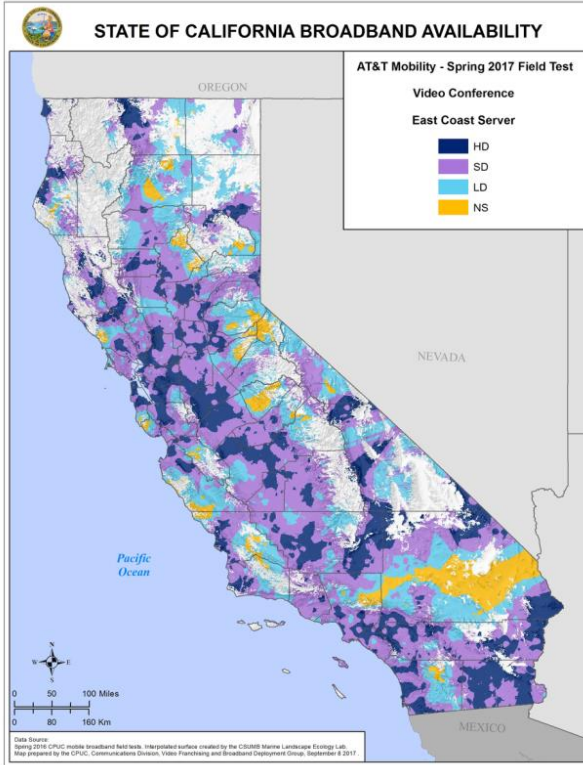 STATE OF CALIFORNIA BROADBAND AVAILABILITY
AT&T Mobility - Spring 2017 Field Test
Video Conference
East Coast Server
HD
SD
LD
NS
OREGON
NEVADA
Pacific
Ocean
MEXICO
N
W E
S
0 50 100 Miles
0 80 160 Km
Data Source:
Spring 2016 CPUC mobile broadband field tests. Interpolated surface created by the CSUMB Marine Landscape Ecology Lab.
Map prepared by the CPUC, Communications Division, Video Franchising and Broadband Deployment Group, September 8 2017 .